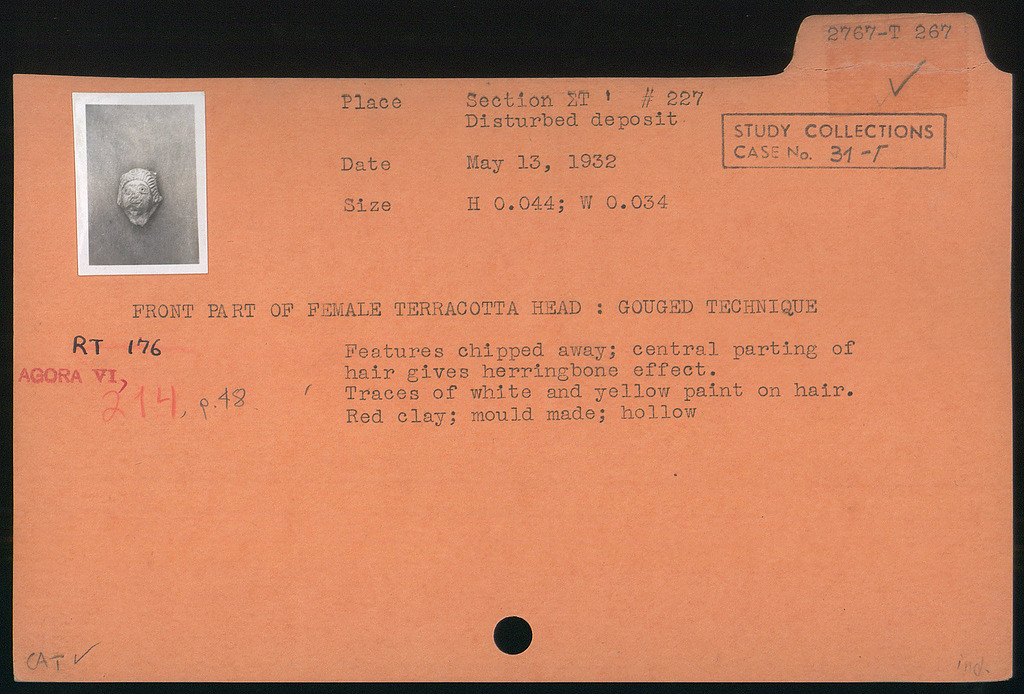 2767-T 267
Place Section ΣT ' # 227
Disturbed deposit
STUDY COLLECTIONS
CASE No. 31-Γ
Date May 13, 1932
Size H 0.044; W 0.034
FRONT PART OF FEMALE TERRACOTTA HEAD : GOUGED TECHNIQUE
RT 176
AGORA VI,
214, p.48
Features chipped away; central parting of
hair gives herringbone effect.
Traces of white and yellow paint on hair.
Red clay; mould made; hollow
CAT ✓